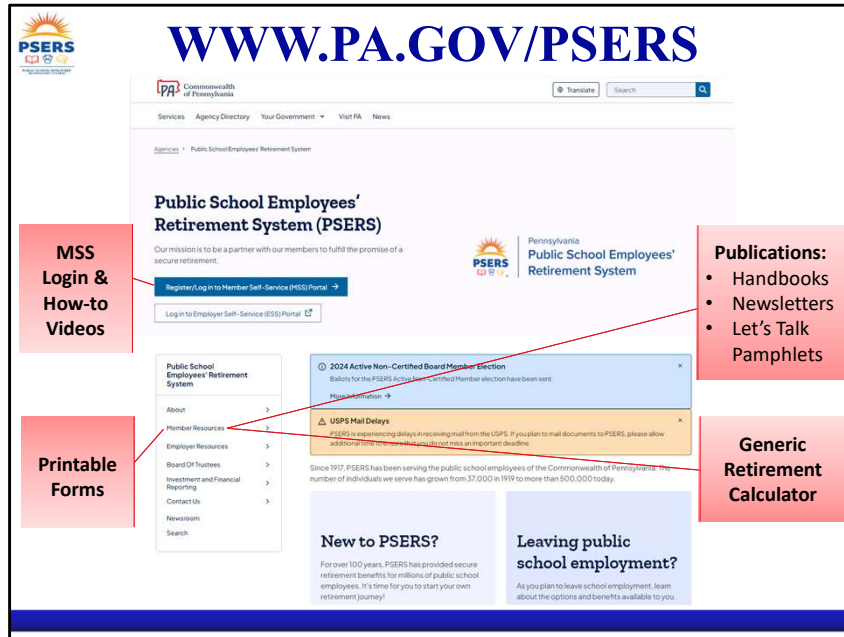 PSERS
WWW.PA.GOV/PSERS
PUBLIC SCHOOL EMPLOYEES'
RETIREMENT SYSTEM
PA Commonwealth
of Pennsylvania
Translate
Search
Services Agency Directory Your Government Visit PA News
Agencies Public School Employees' Retirement System
Public School Employees'
Retirement System (PSERS)
Our mission is to be a partner with our members to fulfill the promise of a
secure retirement.
Register/Log in to Member Self-Service (MSS) Portal →
Log in to Employer Self-Service (ESS) Portal
PSERS
Pennsylvania
Public School Employees'
Retirement System
MSS
Login &
How-to
Videos
Publications:
• Handbooks
• Newsletters
• Let's Talk
Pamphlets
Public School
Employees' Retirement
System
About >
Member Resources >
Employer Resources >
Board Of Trustees >
Investment and Financial
Reporting >
Contact Us >
Newsroom
Search
2024 Active Non-Certified Board Member Election ×
Ballots for the PSERS Active Non-Certified Member election have been sent.
More Information →
USPS Mail Delays ×
PSERS is experiencing delays in receiving mail from the USPS. If you plan to mail documents to PSERS, please allow
additional time to ensure that you do not miss an important deadline.
Since 1917, PSERS has been serving the public school employees of the Commonwealth of Pennsylvania. The
number of individuals we serve has grown from 37,000 in 1919 to more than 500,000 today.
Printable
Forms
Generic
Retirement
Calculator
New to PSERS?
For over 100 years, PSERS has provided secure
retirement benefits for millions of public school
employees. It's time for you to start your own
retirement journey!
Leaving public
school employment?
As you plan to leave school employment, learn
about the options and benefits available to you.